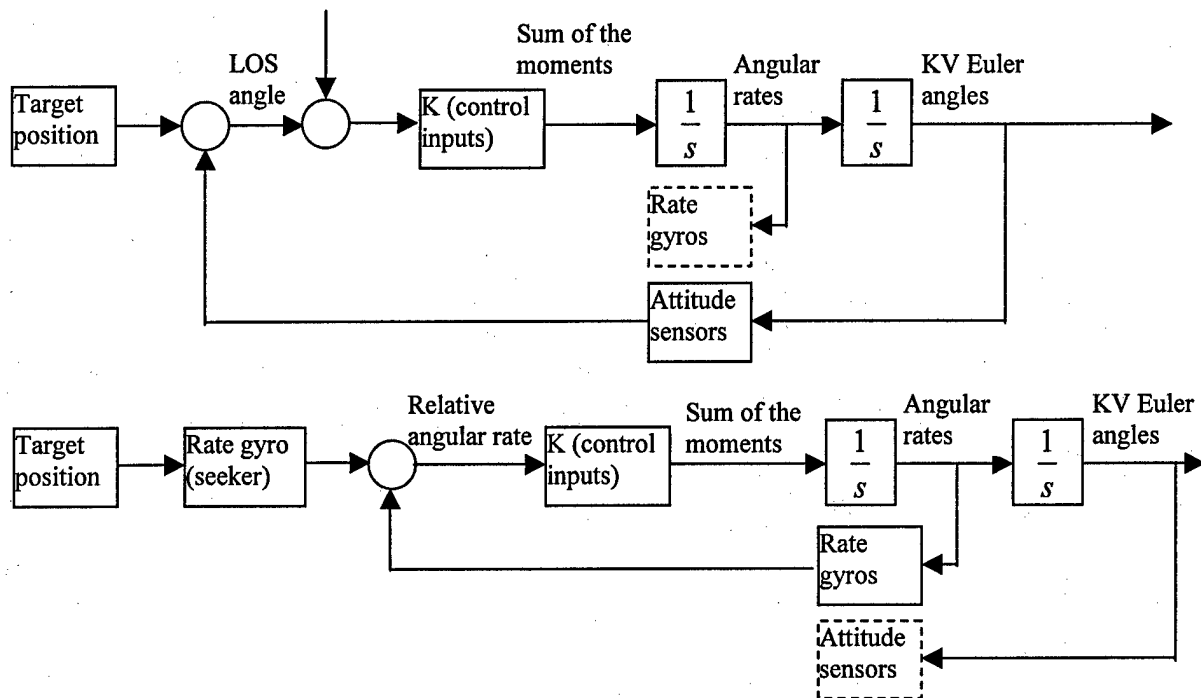 Sum of the
moments
LOS
angle
Angular
rates
KV Euler
angles
Target
position
K (control
inputs)
1
s
1
s
Rate
gyros
Attitude
sensors
Relative
angular rate
Sum of the
moments
Angular
rates
KV Euler
angles
Target
position
Rate gyro
(seeker)
K (control
inputs)
1
s
1
s
Rate
gyros
Attitude
sensors